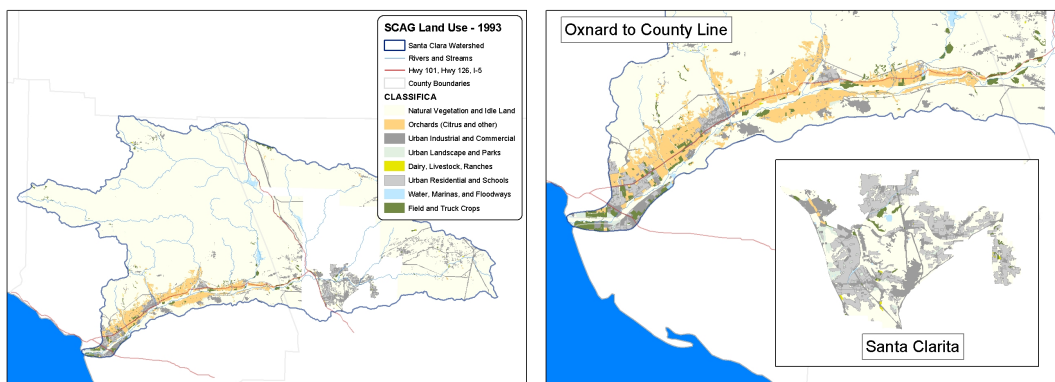 SCAG Land Use - 1993
Santa Clara Watershed
Rivers and Streams
Hwy 101, Hwy 126, I-5
County Boundaries
CLASSIFICA
Natural Vegetation and Idle Land
Orchards (Citrus and other)
Urban Industrial and Commercial
Urban Landscape and Parks
Dairy, Livestock, Ranches
Urban Residential and Schools
Water, Marinas, and Floodways
Field and Truck Crops
Oxnard to County Line
Santa Clarita